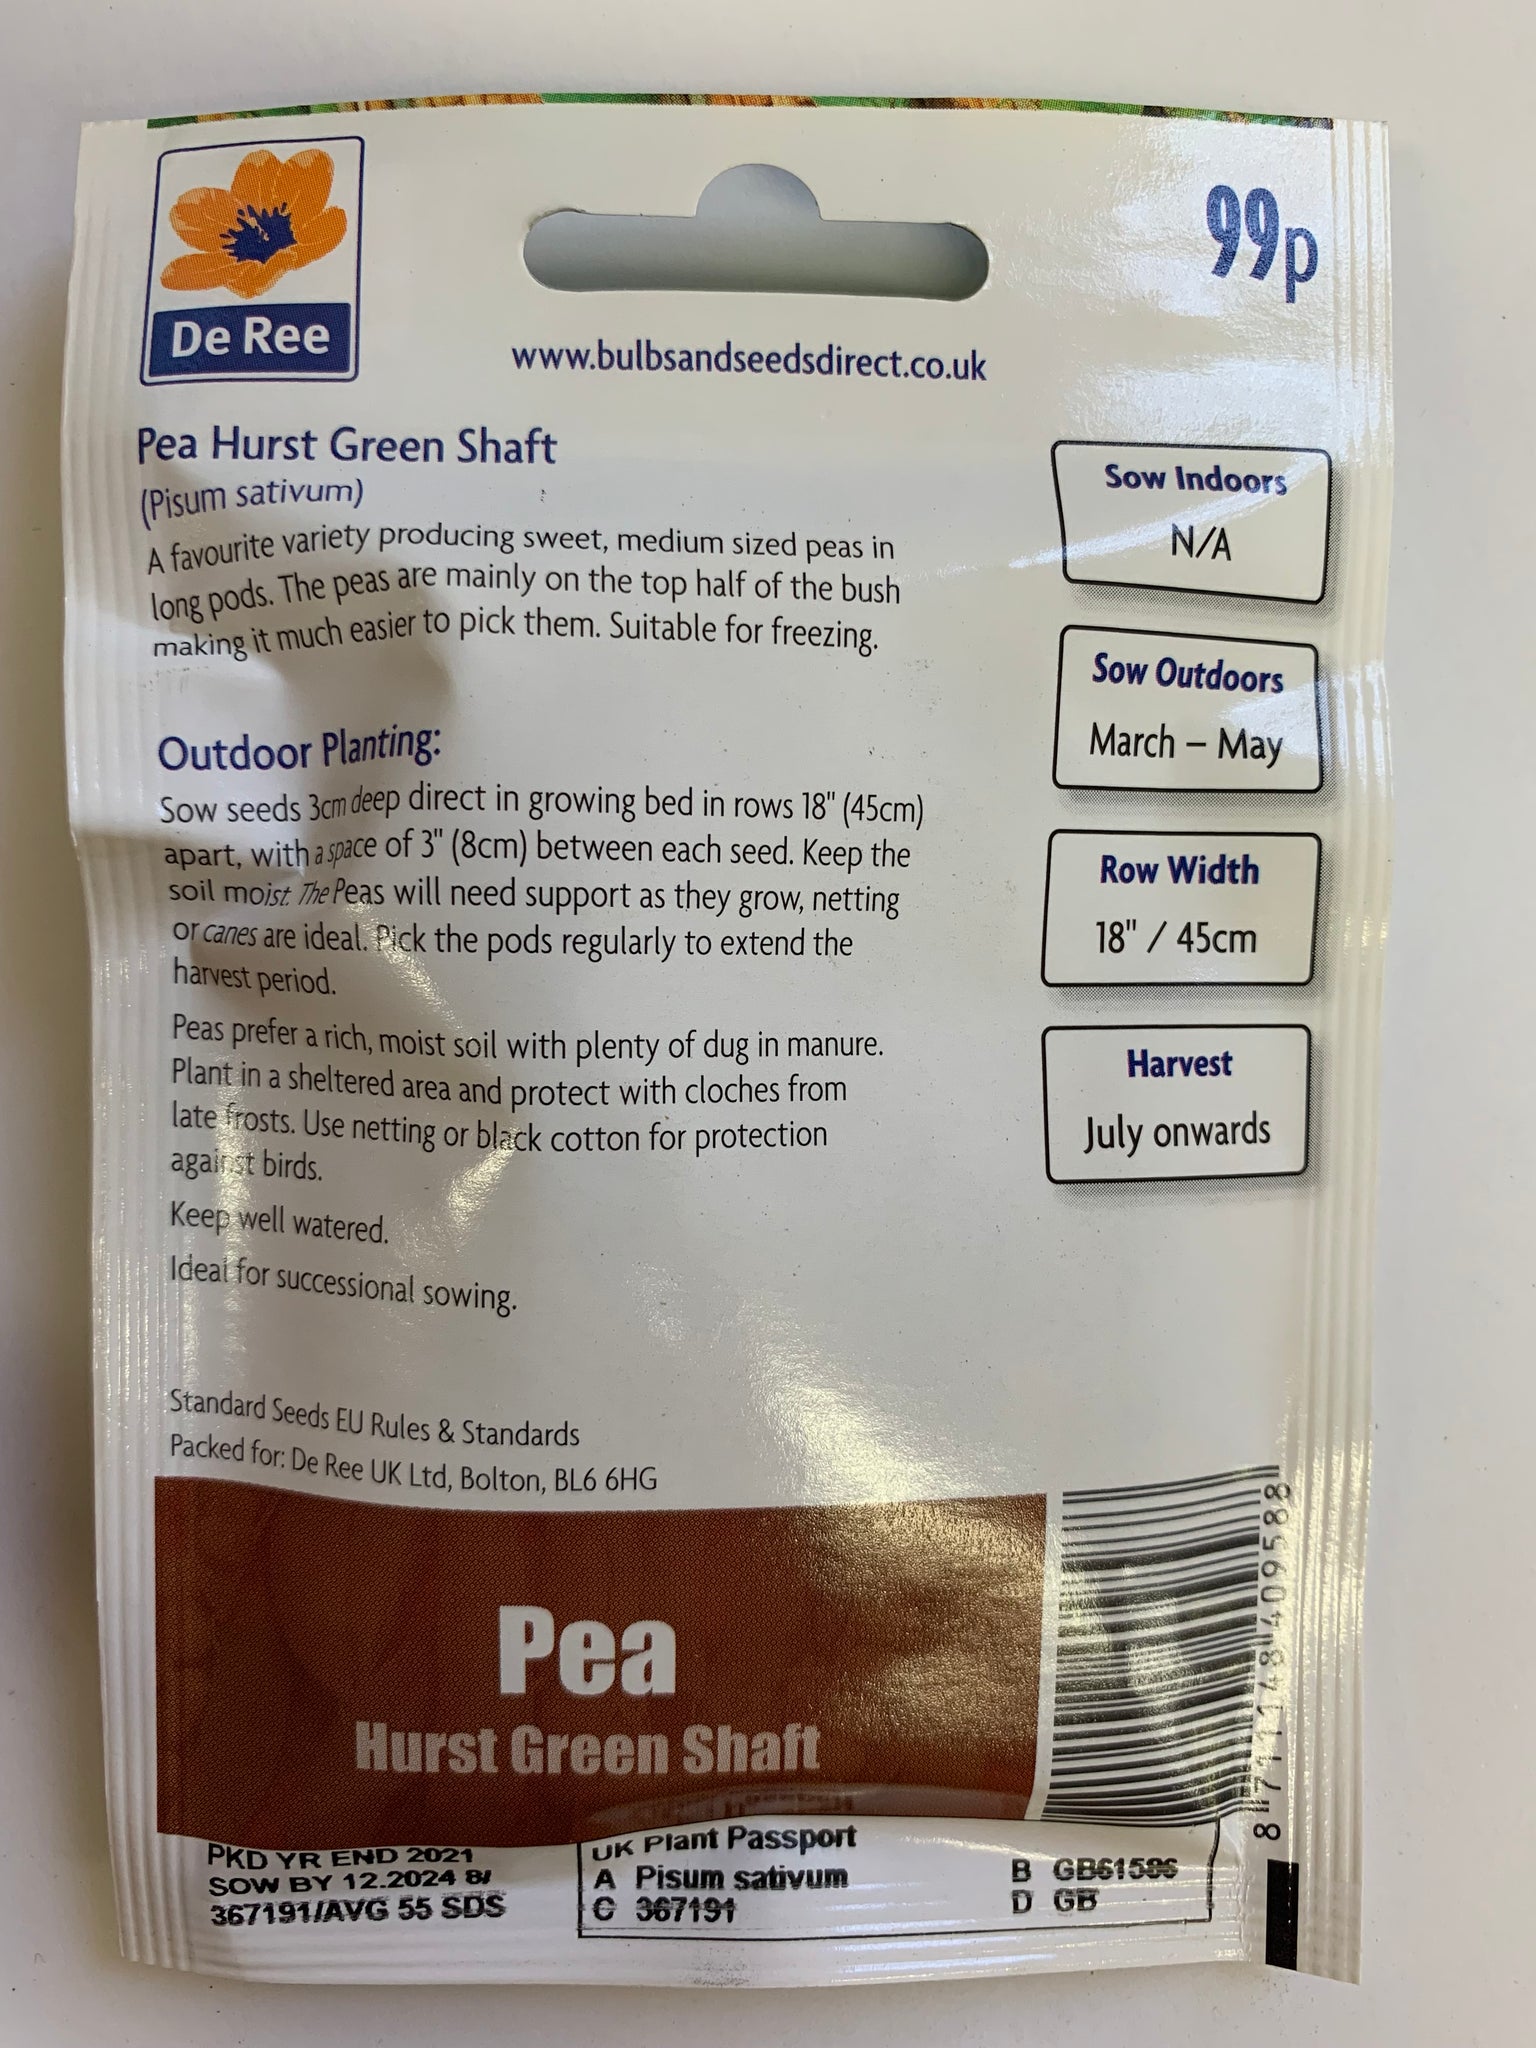 De Ree
99p
www.bulbsandseedsdirect.co.uk
Pea Hurst Green Shaft
(Pisum sativum)
A favourite variety producing sweet, medium sized peas in
long pods. The peas are mainly on the top half of the bush
making it much easier to pick them. Suitable for freezing.
Outdoor Planting:
Sow seeds 3cm deep direct in growing bed in rows 18" (45cm)
apart, with a space of 3" (8cm) between each seed. Keep the
soil moist. The Peas will need support as they grow, netting
or canes are ideal. Pick the pods regularly to extend the
harvest period.
Peas prefer a rich, moist soil with plenty of dug in manure.
Plant in a sheltered area and protect with cloches from
late frosts. Use netting or black cotton for protection
against birds.
Keep well watered.
Ideal for successional sowing.
Sow Indoors
N/A
Sow Outdoors
March – May
Row Width
18" / 45cm
Harvest
July onwards
Standard Seeds EU Rules & Standards
Packed for: De Ree UK Ltd, Bolton, BL6 6HG
Pea
Hurst Green Shaft
8 711148 409588
PKD YR END 2021
SOW BY 12.2024 8/
367191/AVG 55 SDS
UK Plant Passport
A Pisum sativum
B GB61586
C 367191
D GB